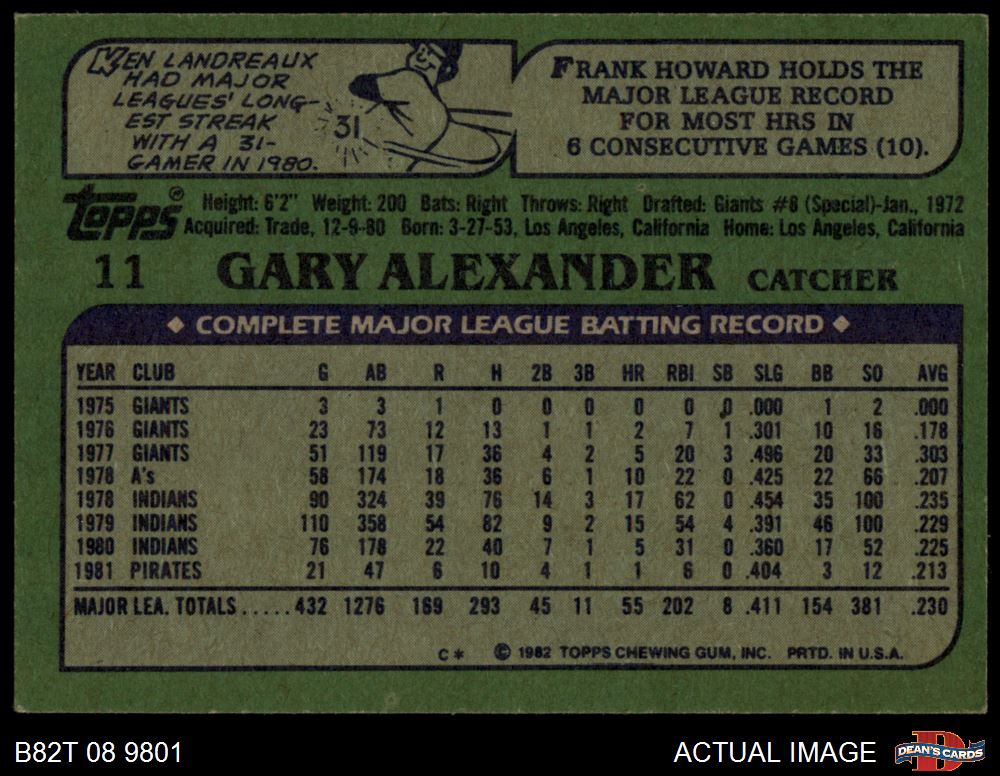 KEN LANDREAUX
HAD MAJOR
LEAGUES' LONG-
EST STREAK
WITH A 31-
GAMER IN 1980.
31
FRANK HOWARD HOLDS THE
MAJOR LEAGUE RECORD
FOR MOST HRS IN
6 CONSECUTIVE GAMES (10).
Topps®
Height: 6'2" Weight: 200 Bats: Right Throws: Right Drafted: Giants #8 (Special)-Jan., 1972
Acquired: Trade, 12-9-80 Born: 3-27-53, Los Angeles, California Home: Los Angeles, California
11 GARY ALEXANDER CATCHER
◆ COMPLETE MAJOR LEAGUE BATTING RECORD ◆
YEAR CLUB G AB R H 2B 3B HR RBI SB SLG BB SO AVG
1975 GIANTS 3 3 1 0 0 0 0 0 0 .000 1 2 .000
1976 GIANTS 23 73 12 13 1 1 2 7 1 .301 10 16 .178
1977 GIANTS 51 119 17 36 4 2 5 20 3 .496 20 33 .303
1978 A's 58 174 18 36 6 1 10 22 0 .425 22 66 .207
1978 INDIANS 90 324 39 76 14 3 17 62 0 .454 35 100 .235
1979 INDIANS 110 358 54 82 9 2 15 54 4 .391 46 100 .229
1980 INDIANS 76 178 22 40 7 1 5 31 0 .360 17 52 .225
1981 PIRATES 21 47 6 10 4 1 1 6 0 .404 3 12 .213
MAJOR LEA. TOTALS.....432 1276 169 293 45 11 55 202 8 .411 154 381 .230
C* © 1982 TOPPS CHEWING GUM, INC. PRTD. IN U.S.A.
B82T 08 9801 ACTUAL IMAGE DEAN'S CARDS